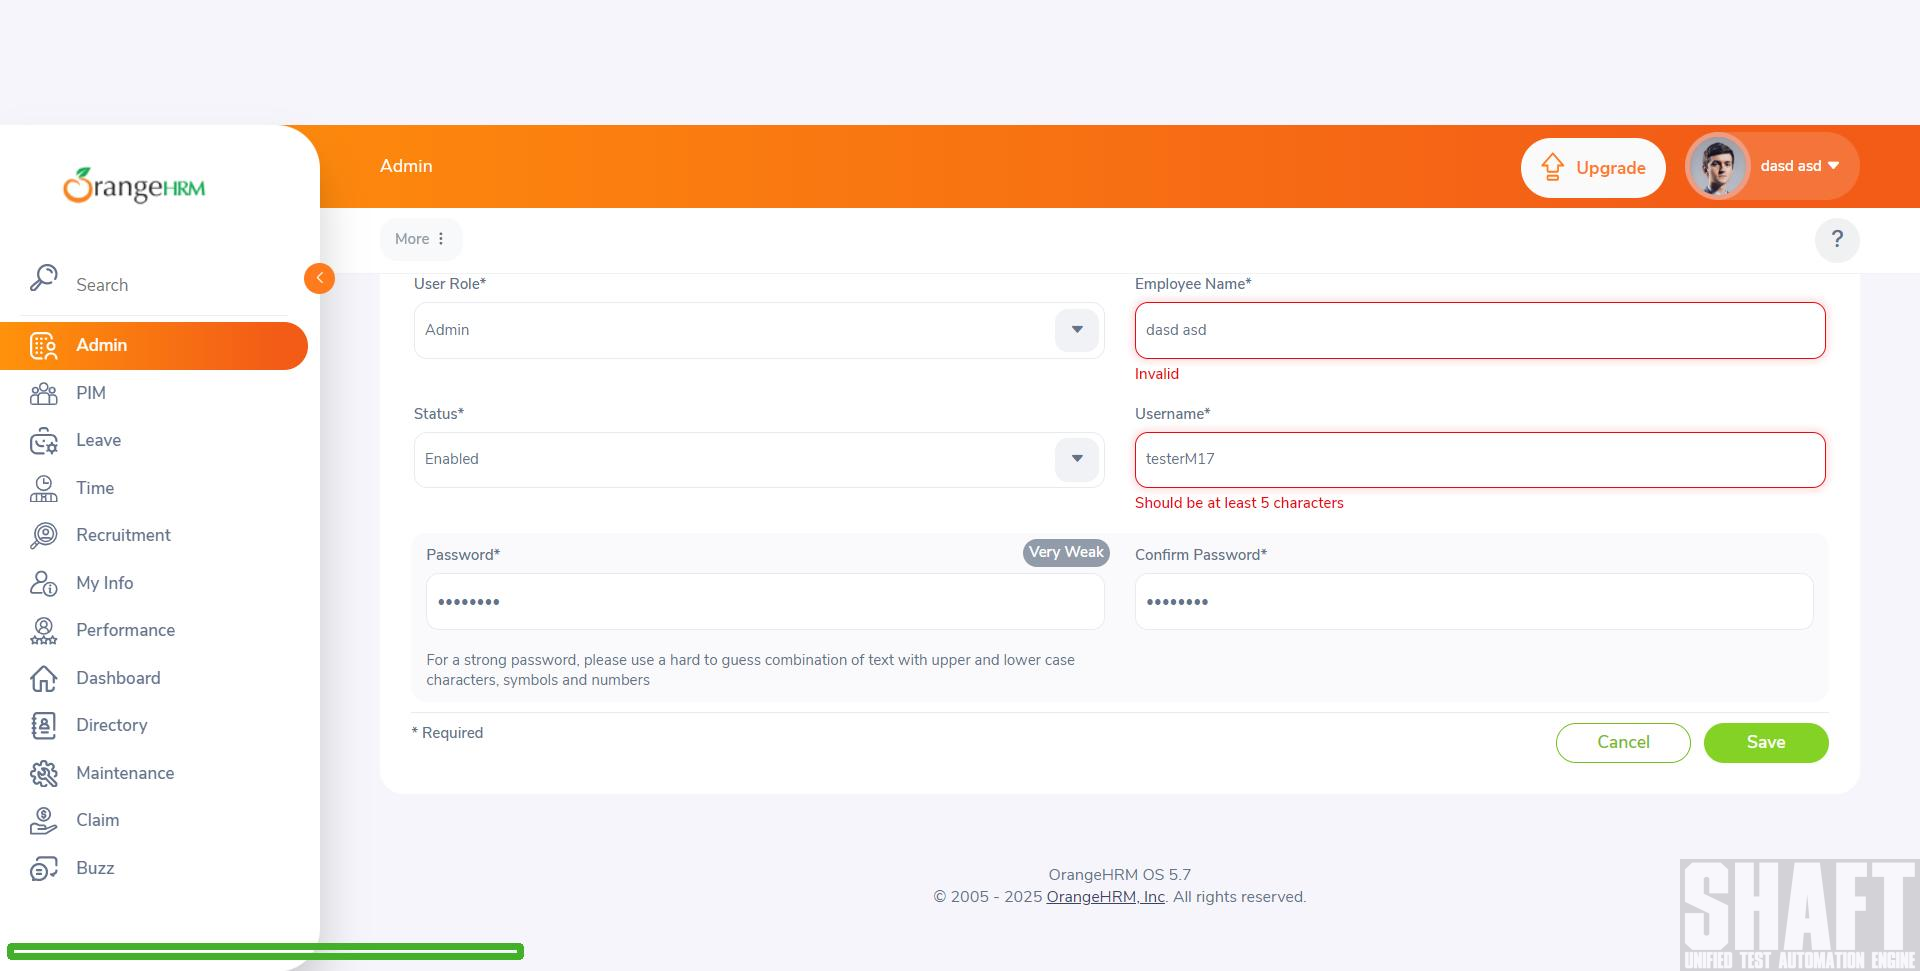 Admin
Upgrade
dasd asd
OrangeHRM
More
?
Search
User Role*
Employee Name*
Admin
dasd asd
Invalid
Status*
Username*
Enabled
testerM17
Should be at least 5 characters
Password*
Very Weak
Confirm Password*
••••••••
••••••••
For a strong password, please use a hard to guess combination of text with upper and lower case
characters, symbols and numbers
* Required
Cancel
Save
Admin
PIM
Leave
Time
Recruitment
My Info
Performance
Dashboard
Directory
Maintenance
Claim
Buzz
OrangeHRM OS 5.7
© 2005 - 2025 OrangeHRM, Inc. All rights reserved.
SHAFT
UNIFIED TEST AUTOMATION ENGINE